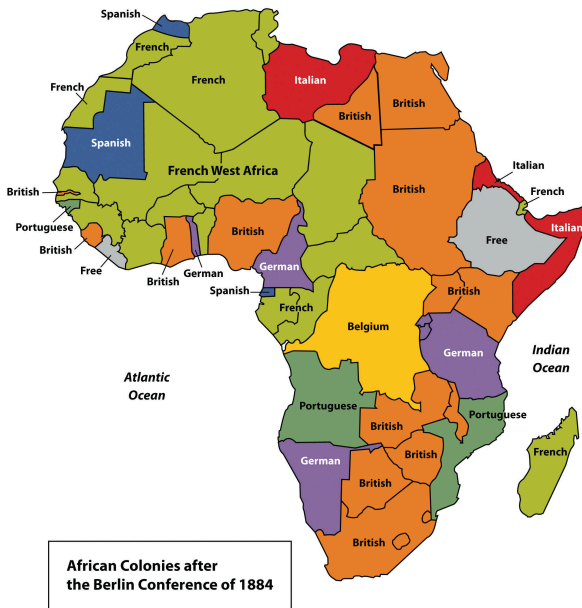 Spanish
French
French
Italian
French
British
British
Spanish
French West Africa
British
Italian
French
British
Portuguese
British
Free
British
German
British
Free
Italian
German
Spanish
French
British
Belgium
German
Indian
Ocean
Atlantic
Ocean
Portuguese
Portuguese
British
German
British
British
French
British
African Colonies after
the Berlin Conference of 1884